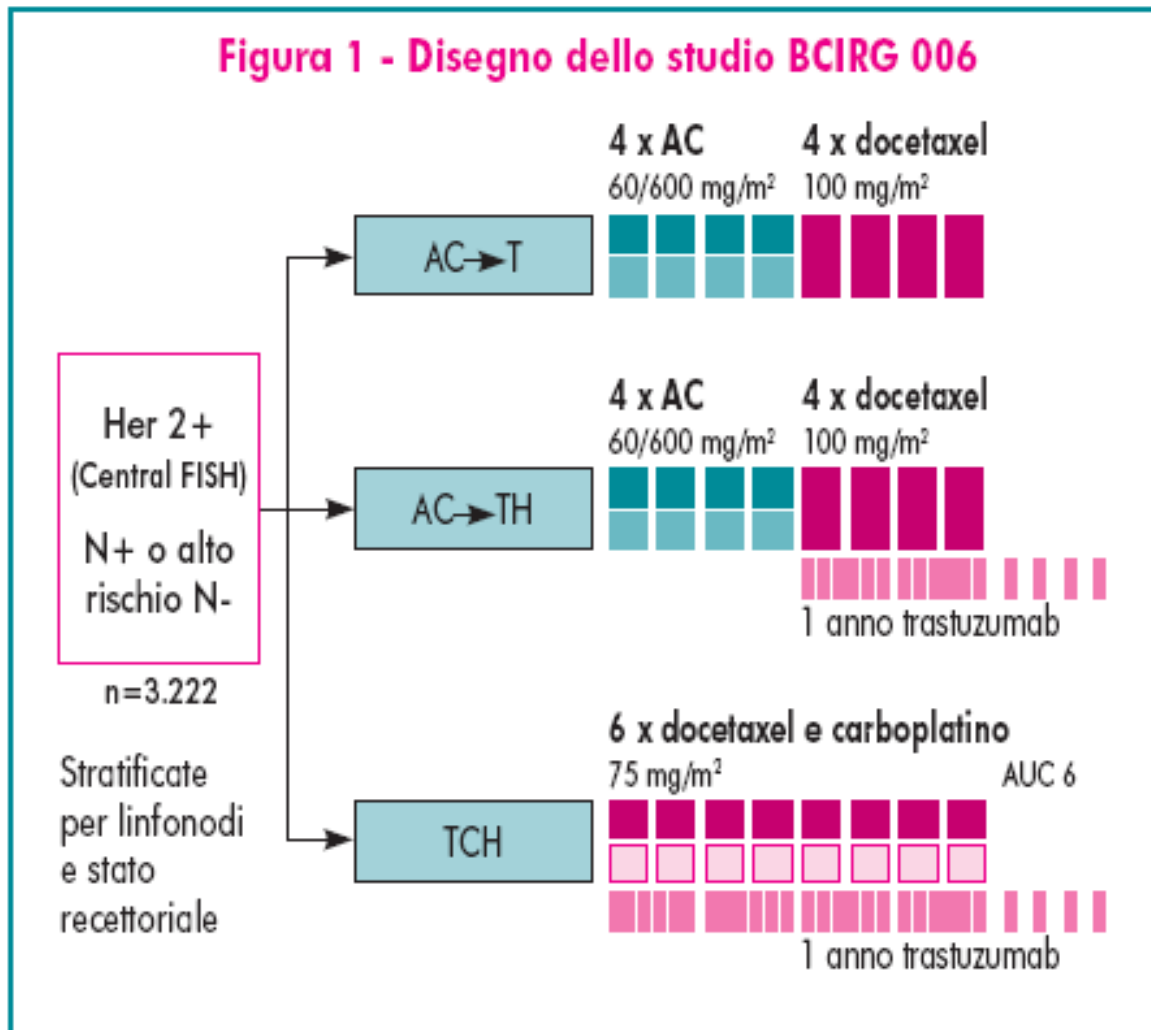 Figura 1 - Disegno dello studio BCIRG 006
4 x AC
60/600 mg/m²
4 x docetaxel
100 mg/m²
AC→T
Her 2+
(Central FISH)
N+ o alto
rischio N-
n=3.222
Stratificate
per linfonodi
e stato
recettoriale
4 x AC
60/600 mg/m²
4 x docetaxel
100 mg/m²
AC→TH
1 anno trastuzumab
6 x docetaxel e carboplatino
75 mg/m²
AUC 6
TCH
1 anno trastuzumab